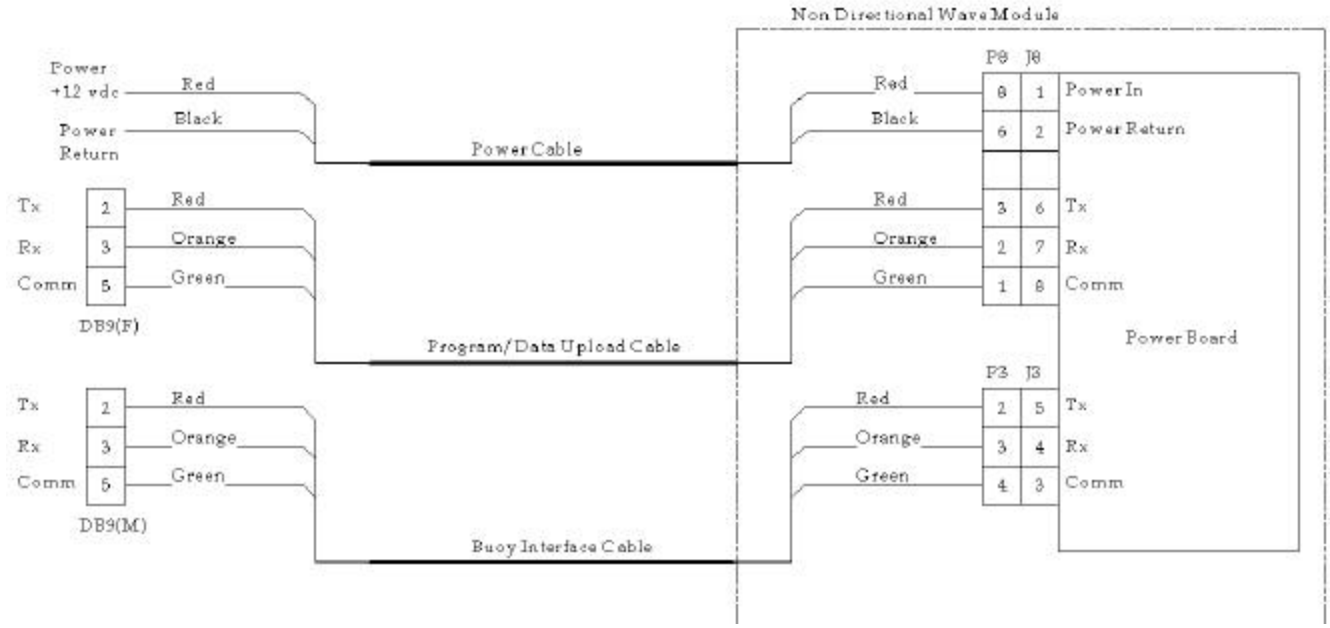 Non Directional Wave Module
P8 J8
Power
+12 vdc
Red
Red
8 1 Power In
Power
Return
Black
Black
6 2 Power Return
Power Cable
Tx 2 Red
Red 3 6 Tx
Rx 3 Orange
Orange 2 7 Rx
Comm 5 Green
Green 1 8 Comm
DB9(F)
Program/Data Upload Cable
Power Board
P3 J3
Tx 2 Red
Red 2 5 Tx
Rx 3 Orange
Orange 3 4 Rx
Comm 5 Green
Green 4 3 Comm
DB9(M)
Buoy Interface Cable